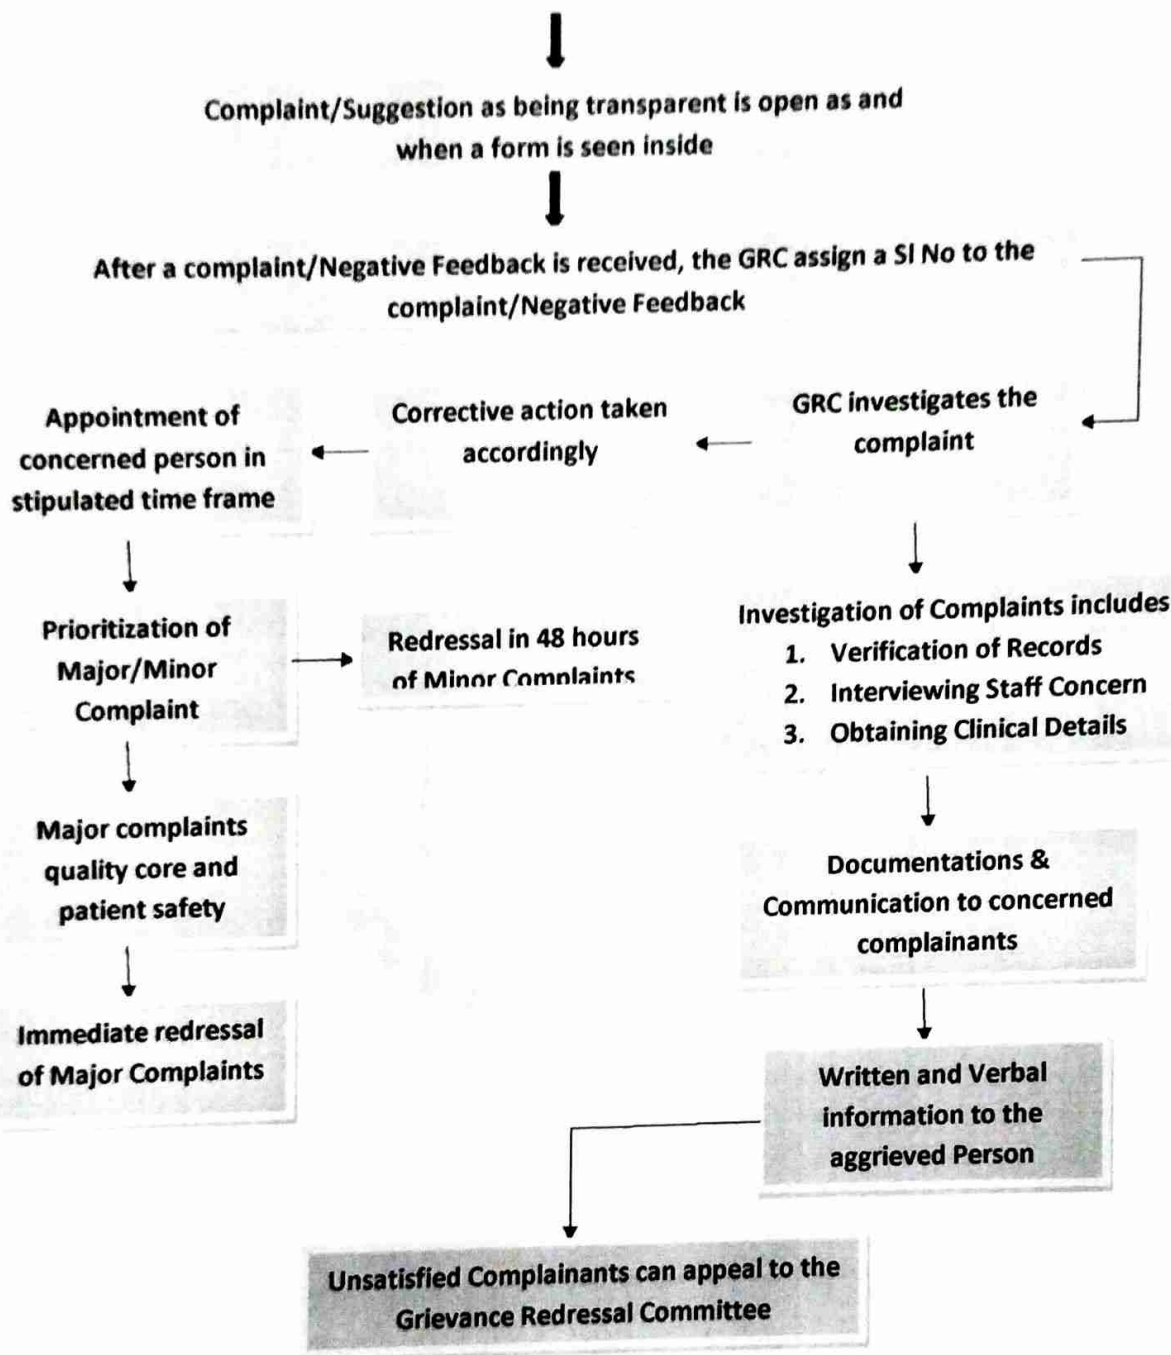 Complaint/Suggestion as being transparent is open as and
when a form is seen inside
After a complaint/Negative Feedback is received, the GRC assign a Sl No to the
complaint/Negative Feedback
Appointment of
concerned person in
stipulated time frame
Corrective action taken
accordingly
GRC investigates the
complaint
Prioritization of
Major/Minor
Complaint
Redressal in 48 hours
of Minor Complaints
Investigation of Complaints includes
1. Verification of Records
2. Interviewing Staff Concern
3. Obtaining Clinical Details
Major complaints
quality core and
patient safety
Documentations &
Communication to concerned
complainants
Immediate redressal
of Major Complaints
Written and Verbal
information to the
aggrieved Person
Unsatisfied Complainants can appeal to the
Grievance Redressal Committee